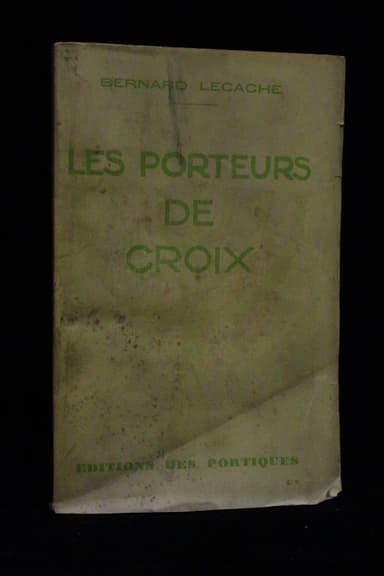 BERNARD LECACHE
LES PORTEURS
DE
CROIX
EDITIONS DES PORTIQUES